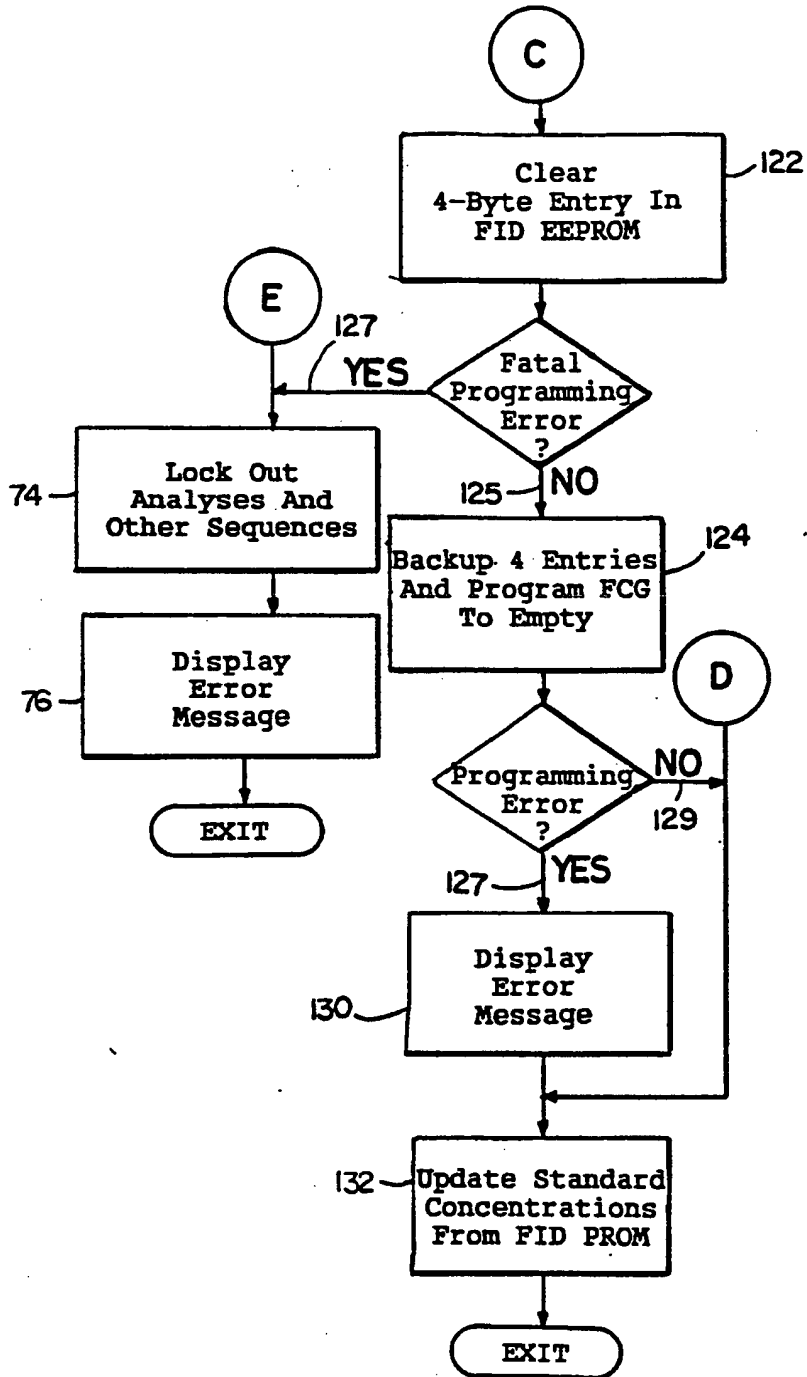 C
Clear
4-Byte Entry In
FID EEPROM
122
E
127
YES
Fatal
Programming
Error
?
125
NO
74
Lock Out
Analyses And
Other Sequences
Backup 4 Entries
And Program FCG
To Empty
124
76
Display
Error
Message
D
EXIT
Programming
Error
?
NO
129
127
YES
130
Display
Error
Message
132
Update Standard
Concentrations
From FID PROM
EXIT